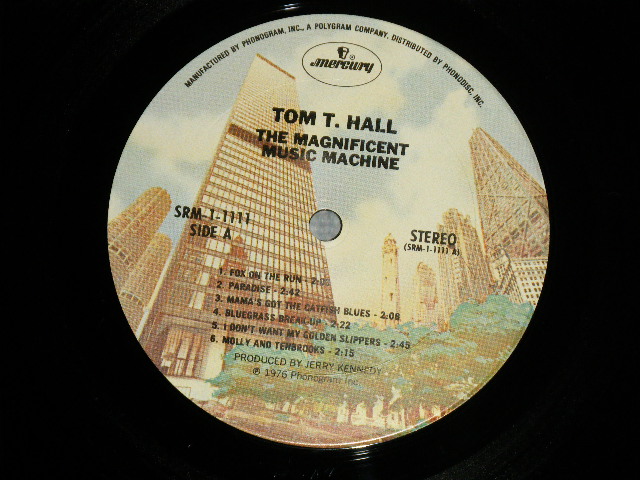 MANUFACTURED BY PHONOGRAM, INC., A POLYGRAM COMPANY. DISTRIBUTED BY PHONODISC, INC.
mercury ®
TOM T. HALL
THE MAGNIFICENT
MUSIC MACHINE
SRM-1-1111
SIDE A
STEREO
(SRM-1-1111 A)
1. FOX ON THE RUN -
2. PARADISE - 2:42
3. MAMA'S GOT THE CATFISH BLUES - 2:08
4. BLUEGRASS BREAK-UP - 2:22
5. I DON'T WANT MY GOLDEN SLIPPERS - 2:45
6. MOLLY AND TENBROOKS - 2:15
PRODUCED BY JERRY KENNEDY
℗ 1976 Phonogram Inc.